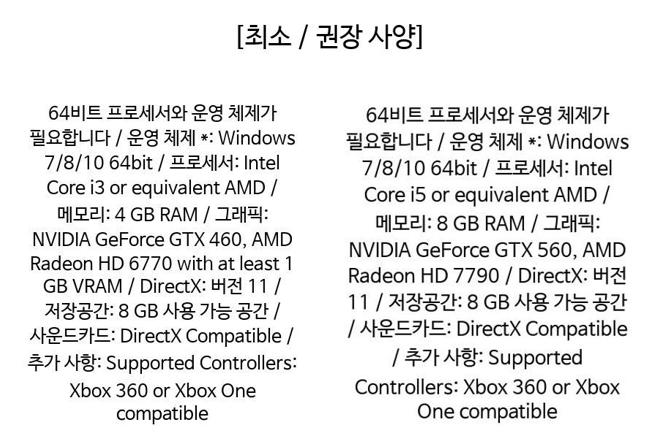 [최소 / 권장 사양]
64비트 프로세서와 운영 체제가
필요합니다 / 운영 체제 *: Windows
7/8/10 64bit / 프로세서: Intel
Core i3 or equivalent AMD /
메모리: 4 GB RAM / 그래픽:
NVIDIA GeForce GTX 460, AMD
Radeon HD 6770 with at least 1
GB VRAM / DirectX: 버전 11 /
저장공간: 8 GB 사용 가능 공간 /
사운드카드: DirectX Compatible /
추가 사항: Supported Controllers:
Xbox 360 or Xbox One
compatible
64비트 프로세서와 운영 체제가
필요합니다 / 운영 체제 *: Windows
7/8/10 64bit / 프로세서: Intel
Core i5 or equivalent AMD /
메모리: 8 GB RAM / 그래픽:
NVIDIA GeForce GTX 560, AMD
Radeon HD 7790 / DirectX: 버전
11 / 저장공간: 8 GB 사용 가능 공간
/ 사운드카드: DirectX Compatible
/ 추가 사항: Supported
Controllers: Xbox 360 or Xbox
One compatible